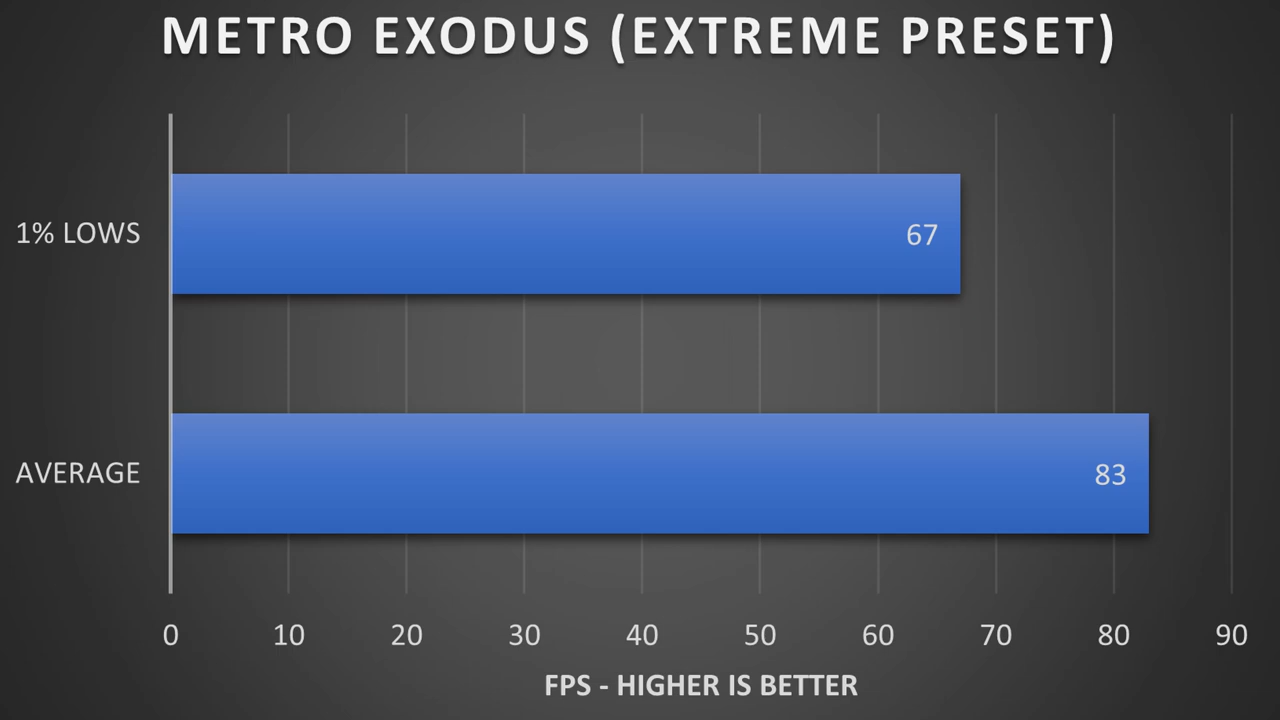 METRO EXODUS (EXTREME PRESET)
1% LOWS
67
AVERAGE
83
0 10 20 30 40 50 60 70 80 90
FPS - HIGHER IS BETTER